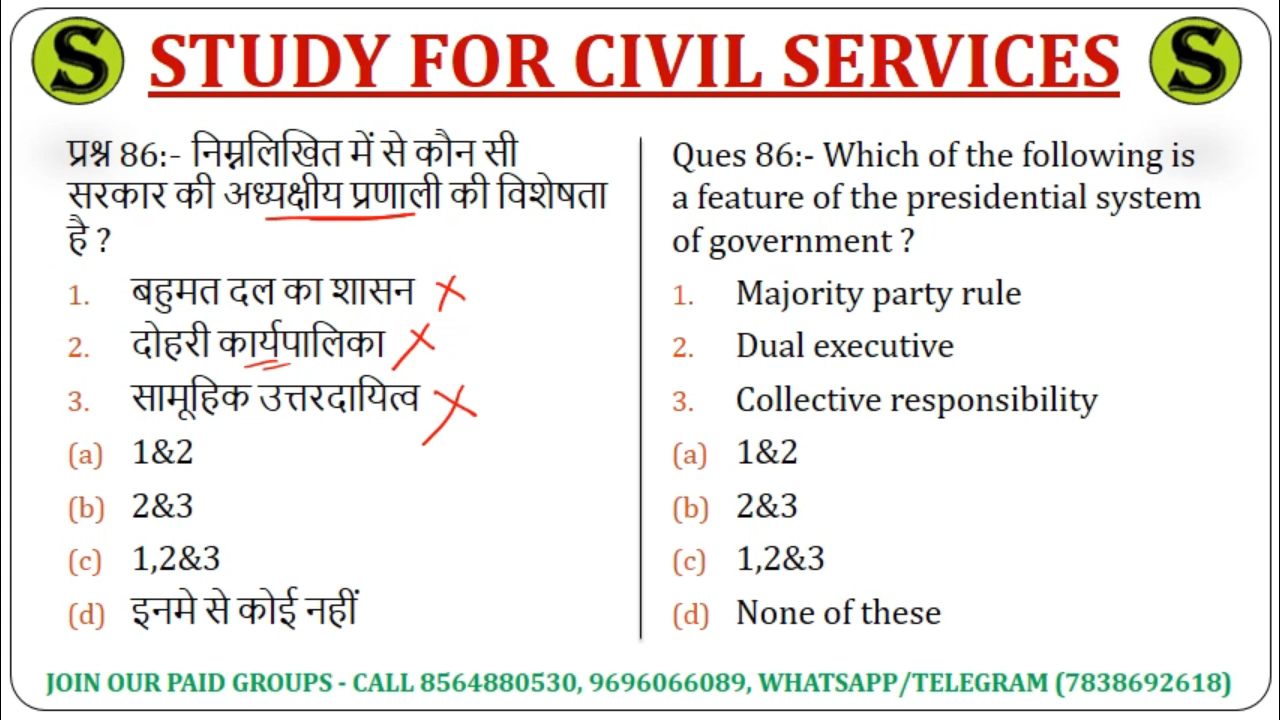 S STUDY FOR CIVIL SERVICES S
प्रश्न 86:- निम्नलिखित में से कौन सी
सरकार की अध्यक्षीय प्रणाली की विशेषता
है ?
1. बहुमत दल का शासन
2. दोहरी कार्यपालिका
3. सामूहिक उत्तरदायित्व
(a) 1&2
(b) 2&3
(c) 1,2&3
(d) इनमे से कोई नहीं
Ques 86:- Which of the following is
a feature of the presidential system
of government ?
1. Majority party rule
2. Dual executive
3. Collective responsibility
(a) 1&2
(b) 2&3
(c) 1,2&3
(d) None of these
JOIN OUR PAID GROUPS - CALL 8564880530, 9696066089, WHATSAPP/TELEGRAM (7838692618)